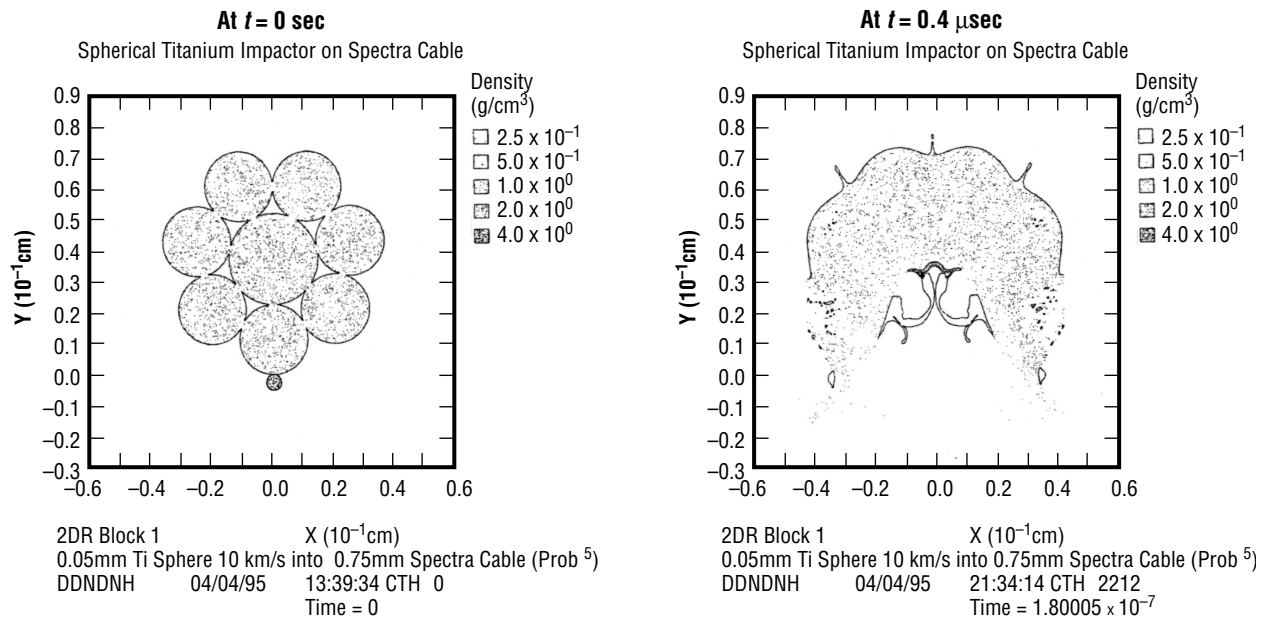 At t = 0 sec
Spherical Titanium Impactor on Spectra Cable
Density
(g/cm³)
2.5 x 10⁻¹
5.0 x 10⁻¹
1.0 x 10⁰
2.0 x 10⁰
4.0 x 10⁰
Y (10⁻¹cm)
0.9
0.8
0.7
0.6
0.5
0.4
0.3
0.2
0.1
0.0
–0.1
–0.2
–0.3
–0.6 –0.4 –0.2 0.0 0.2 0.4 0.6
2DR Block 1 X (10⁻¹cm)
0.05mm Ti Sphere 10 km/s into 0.75mm Spectra Cable (Prob ⁵)
DDNDNH 04/04/95 13:39:34 CTH 0
Time = 0
At t = 0.4 μsec
Spherical Titanium Impactor on Spectra Cable
Density
(g/cm³)
2.5 x 10⁻¹
5.0 x 10⁻¹
1.0 x 10⁰
2.0 x 10⁰
4.0 x 10⁰
Y (10⁻¹cm)
0.9
0.8
0.7
0.6
0.5
0.4
0.3
0.2
0.1
0.0
–0.1
–0.2
–0.3
–0.6 –0.4 –0.2 0.0 0.2 0.4 0.6
2DR Block 1 X (10⁻¹cm)
0.05mm Ti Sphere 10 km/s into 0.75mm Spectra Cable (Prob ⁵)
DDNDNH 04/04/95 21:34:14 CTH 2212
Time = 1.80005 x 10⁻⁷